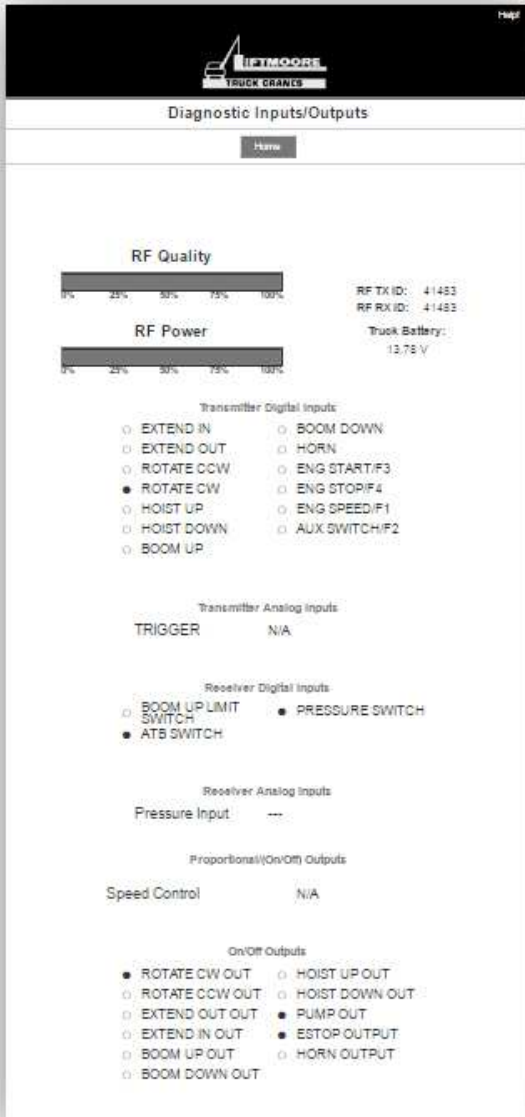 Help!
LIFTMOORE
TRUCK CRANES
Diagnostic Inputs/Outputs
Home
RF Quality
0% 25% 50% 75% 100%
RF TX ID: 41483
RF RX ID: 41483
RF Power
Truck Battery:
13.78 V
0% 25% 50% 75% 100%
Transmitter Digital Inputs
EXTEND IN BOOM DOWN
EXTEND OUT HORN
ROTATE CCW ENG START/F3
ROTATE CW ENG STOP/F4
HOIST UP ENG SPEED/F1
HOIST DOWN AUX SWITCH/F2
BOOM UP
Transmitter Analog Inputs
TRIGGER N/A
Receiver Digital Inputs
BOOM UP LIMIT SWITCH PRESSURE SWITCH
ATB SWITCH
Receiver Analog Inputs
Pressure Input ---
Proportional/(On/Off) Outputs
Speed Control N/A
On/Off Outputs
ROTATE CW OUT HOIST UP OUT
ROTATE CCW OUT HOIST DOWN OUT
EXTEND OUT OUT PUMP OUT
EXTEND IN OUT ESTOP OUTPUT
BOOM UP OUT HORN OUTPUT
BOOM DOWN OUT